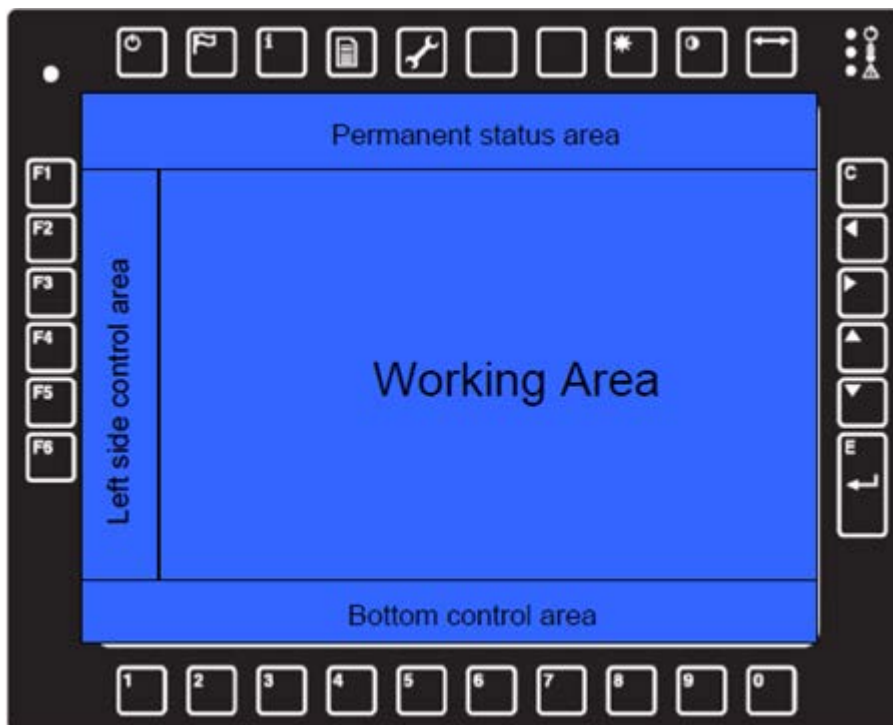 i
Permanent status area
F1
F2
F3
F4
F5
F6
Left side control area
Working Area
C
E
Bottom control area
1
2
3
4
5
6
7
8
9
0